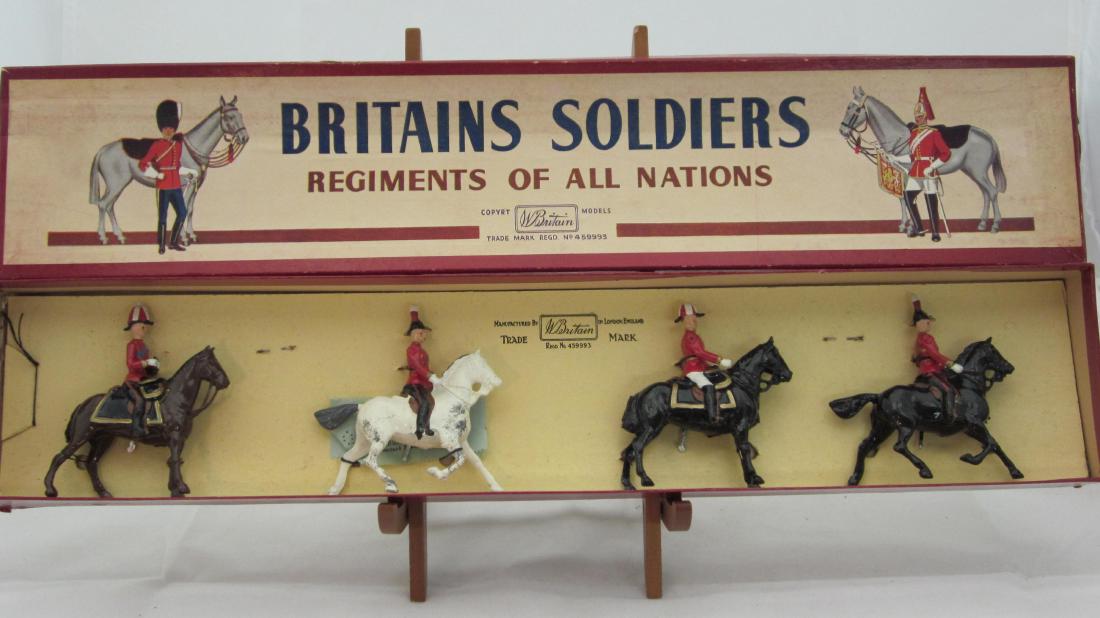 BRITAINS SOLDIERS
REGIMENTS OF ALL NATIONS
COPYRT W Britain MODELS
TRADE MARK REGD. No 459993
MANUFACTURED BY W Britain IN LONDON, ENGLAND
TRADE MARK
REGD No 459993